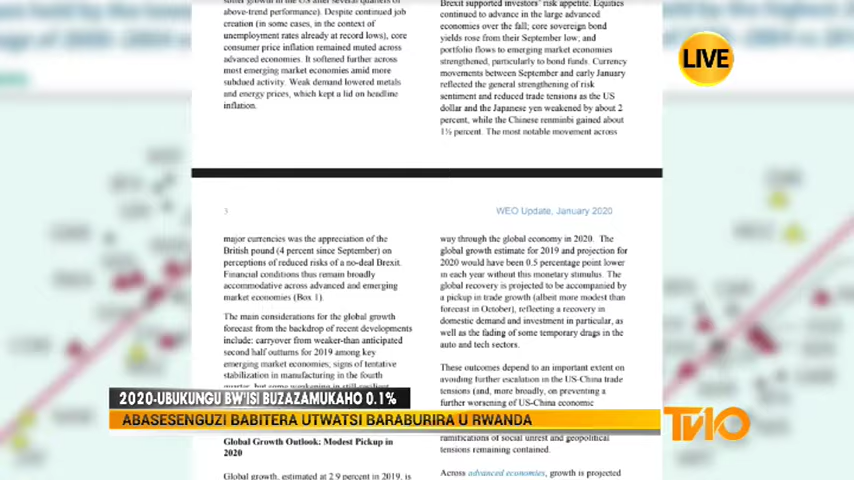 above-trend performance). Despite continued job
creation (in some cases, in the context of
unemployment rates already at record lows), core
consumer price inflation remained muted across
advanced economies. It softened further across
most emerging market economies amid more
subdued activity. Weak demand lowered metals
and energy prices, which kept a lid on headline
inflation.
Brexit supported investors' risk appetite. Equities
continued to advance in the large advanced
economies over the fall; core sovereign bond
yields rose from their September low; and
portfolio flows to emerging market economies
strengthened, particularly to bond funds. Currency
movements between September and early January
reflected the general strengthening of risk
sentiment and reduced trade tensions as the US
dollar and the Japanese yen weakened by about 2
percent, while the Chinese renminbi gained about
1½ percent. The most notable movement across
LIVE
3
WEO Update, January 2020
major currencies was the appreciation of the
British pound (4 percent since September) on
perceptions of reduced risks of a no-deal Brexit.
Financial conditions thus remain broadly
accommodative across advanced and emerging
market economies (Box 1).
The main considerations for the global growth
forecast from the backdrop of recent developments
include: carryover from weaker-than anticipated
second half outturns for 2019 among key
emerging market economies; signs of tentative
stabilization in manufacturing in the fourth
quarter, but some weakening in still resilient
Global Growth Outlook: Modest Pickup in
2020
Global growth, estimated at 2.9 percent in 2019, is
way through the global economy in 2020. The
global growth estimate for 2019 and projection for
2020 would have been 0.5 percentage point lower
in each year without this monetary stimulus. The
global recovery is projected to be accompanied by
a pickup in trade growth (albeit more modest than
forecast in October), reflecting a recovery in
domestic demand and investment in particular, as
well as the fading of some temporary drags in the
auto and tech sectors.
These outcomes depend to an important extent on
avoiding further escalation in the US-China trade
tensions (and, more broadly, on preventing a
further worsening of US-China economic
ramifications of social unrest and geopolitical
tensions remaining contained.
Across advanced economies, growth is projected
2020-UBUKUNGU BW'ISI BUZAZAMUKAHO 0.1%
ABASESENGUZI BABITERA UTWATSI BARABURIRA U RWANDA
TV10